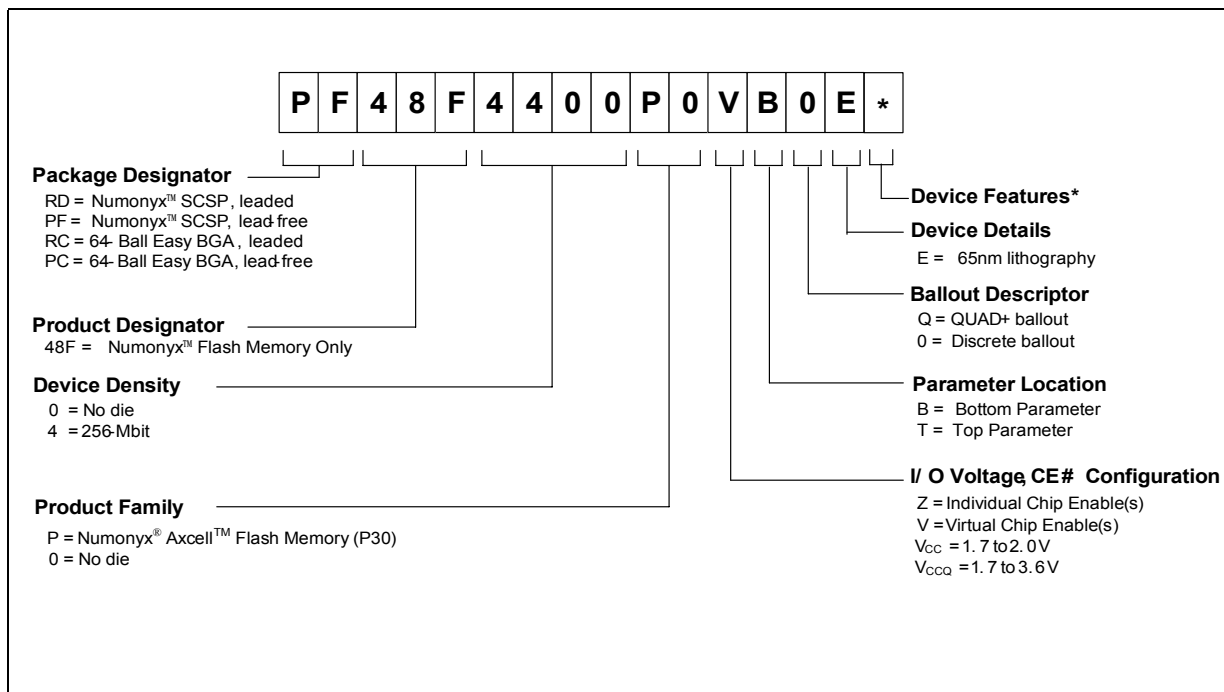 P F 4 8 F 4 4 0 0 P 0 V B 0 E *
Package Designator
RD = Numonyx™ SCSP, leaded
PF = Numonyx™ SCSP, lead-free
RC = 64- Ball Easy BGA, leaded
PC = 64- Ball Easy BGA, lead-free
Product Designator
48F = Numonyx™ Flash Memory Only
Device Density
0 = No die
4 = 256-Mbit
Product Family
P = Numonyx® Axcell™ Flash Memory (P30)
0 = No die
Device Features*
Device Details
E = 65nm lithography
Ballout Descriptor
Q = QUAD+ ballout
0 = Discrete ballout
Parameter Location
B = Bottom Parameter
T = Top Parameter
I/ O Voltage, CE# Configuration
Z = Individual Chip Enable(s)
V = Virtual Chip Enable(s)
VCC = 1.7 to 2.0 V
VCCQ = 1.7 to 3.6 V